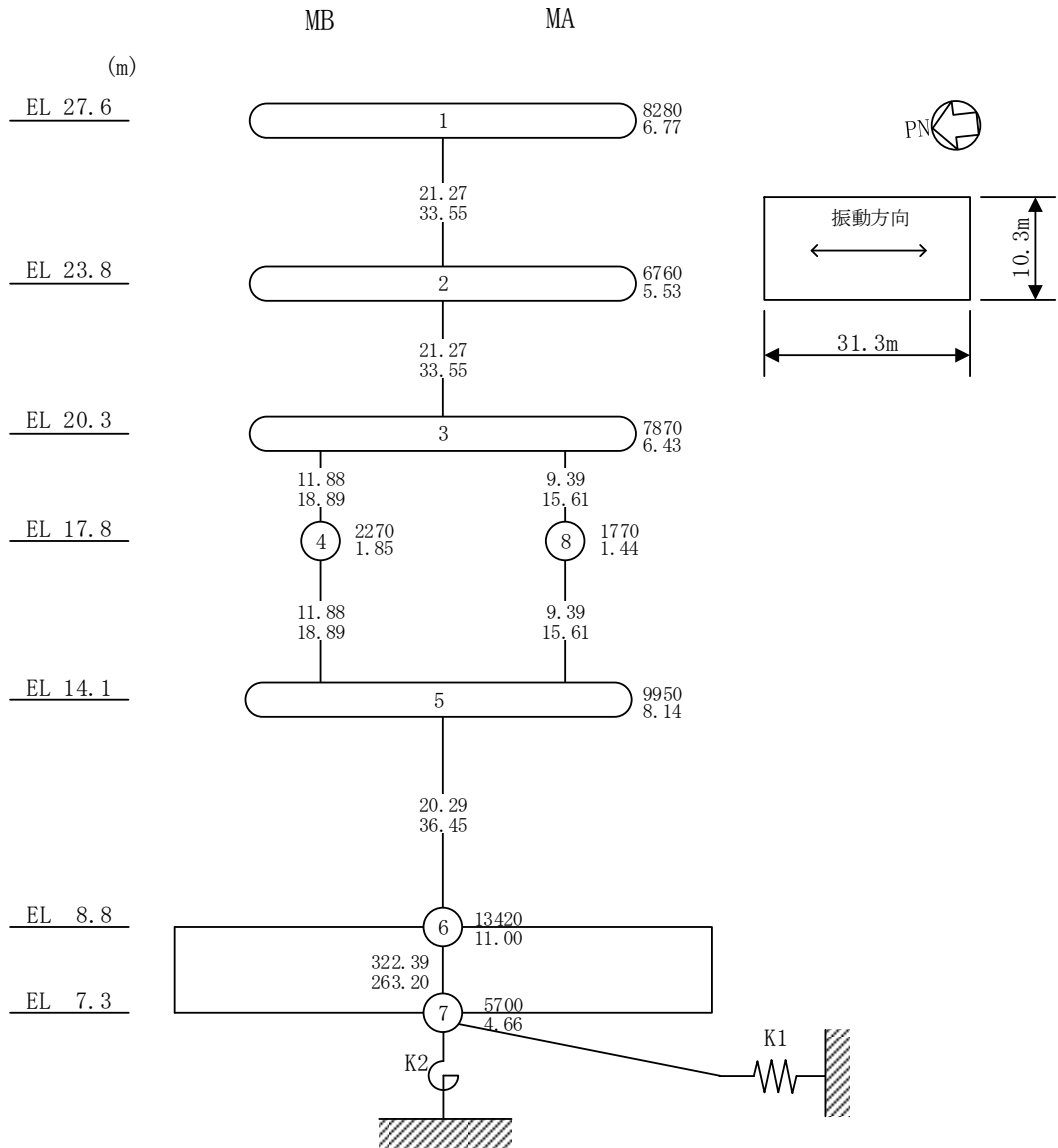 MB MA
(m)
EL 27.6
1
8280
6.77
PN
21.27
33.55
振動方向
10.3m
31.3m
EL 23.8
2
6760
5.53
21.27
33.55
EL 20.3
3
7870
6.43
11.88
18.89
9.39
15.61
EL 17.8
4
2270
1.85
8
1770
1.44
11.88
18.89
9.39
15.61
EL 14.1
5
9950
8.14
20.29
36.45
EL 8.8
6
13420
11.00
322.39
263.20
EL 7.3
7
5700
4.66
K1
K2